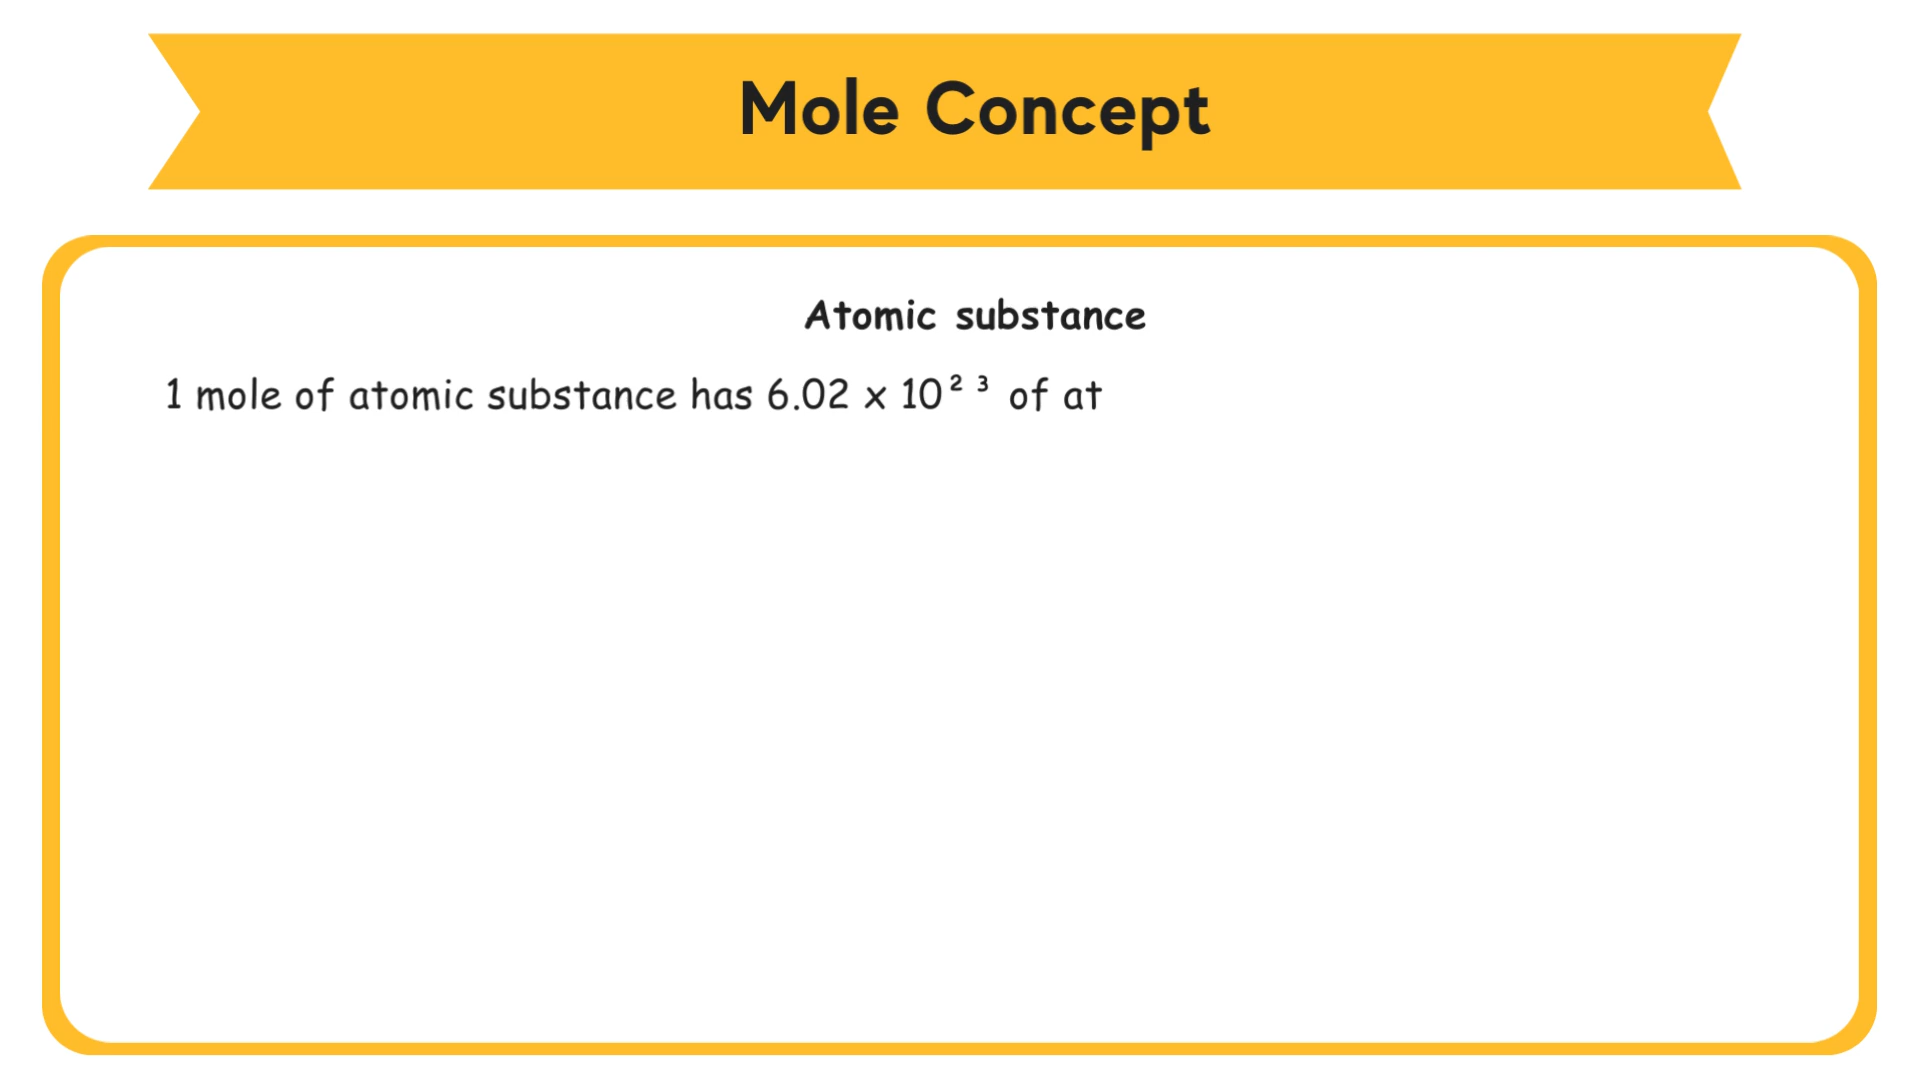 Mole Concept
Atomic substance
1 mole of atomic substance has 6.02 x 10²³ of at